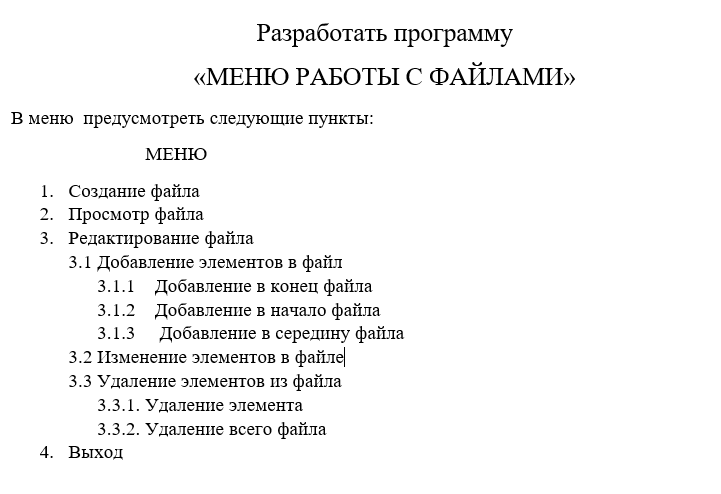 Разработать программу
«МЕНЮ РАБОТЫ С ФАЙЛАМИ»
В меню предусмотреть следующие пункты:
МЕНЮ
1. Создание файла
2. Просмотр файла
3. Редактирование файла
3.1 Добавление элементов в файл
3.1.1 Добавление в конец файла
3.1.2 Добавление в начало файла
3.1.3 Добавление в середину файла
3.2 Изменение элементов в файле
3.3 Удаление элементов из файла
3.3.1. Удаление элемента
3.3.2. Удаление всего файла
4. Выход